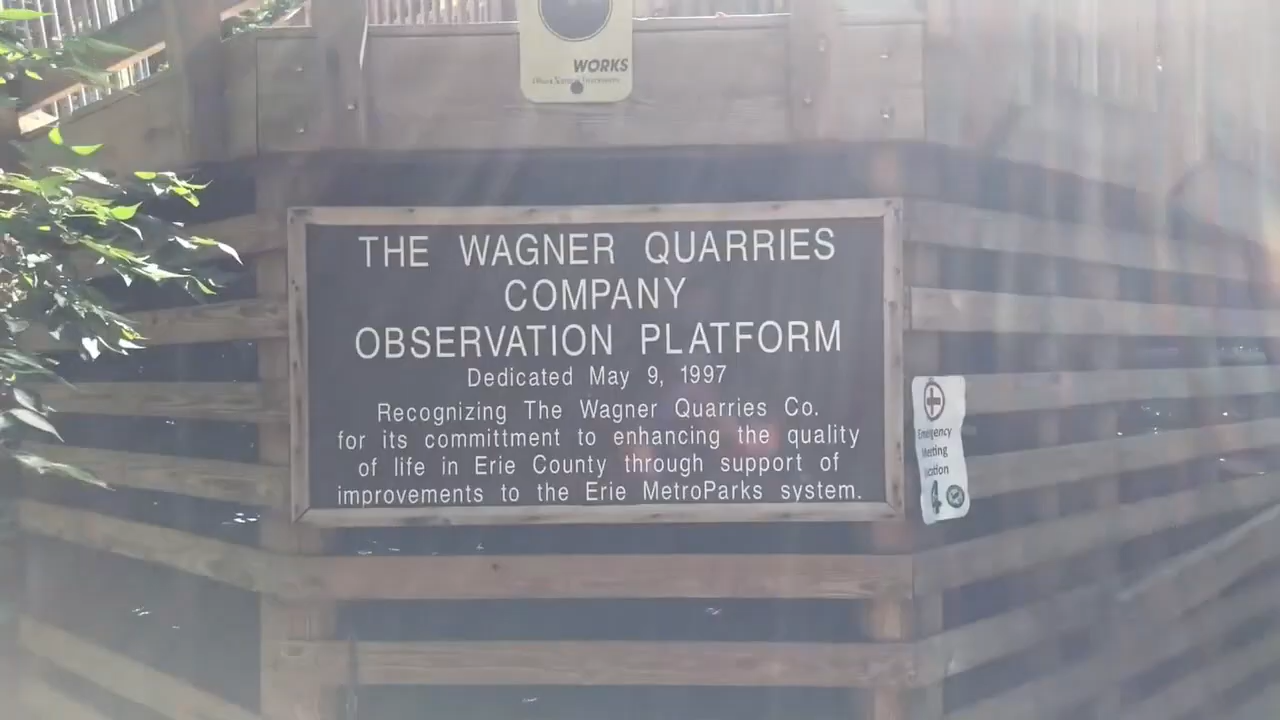 WORKS
THE WAGNER QUARRIES
COMPANY
OBSERVATION PLATFORM
Dedicated May 9, 1997
Recognizing The Wagner Quarries Co.
for its committment to enhancing the quality
of life in Erie County through support of
improvements to the Erie MetroParks system.
Emergency
Meeting
Location
4